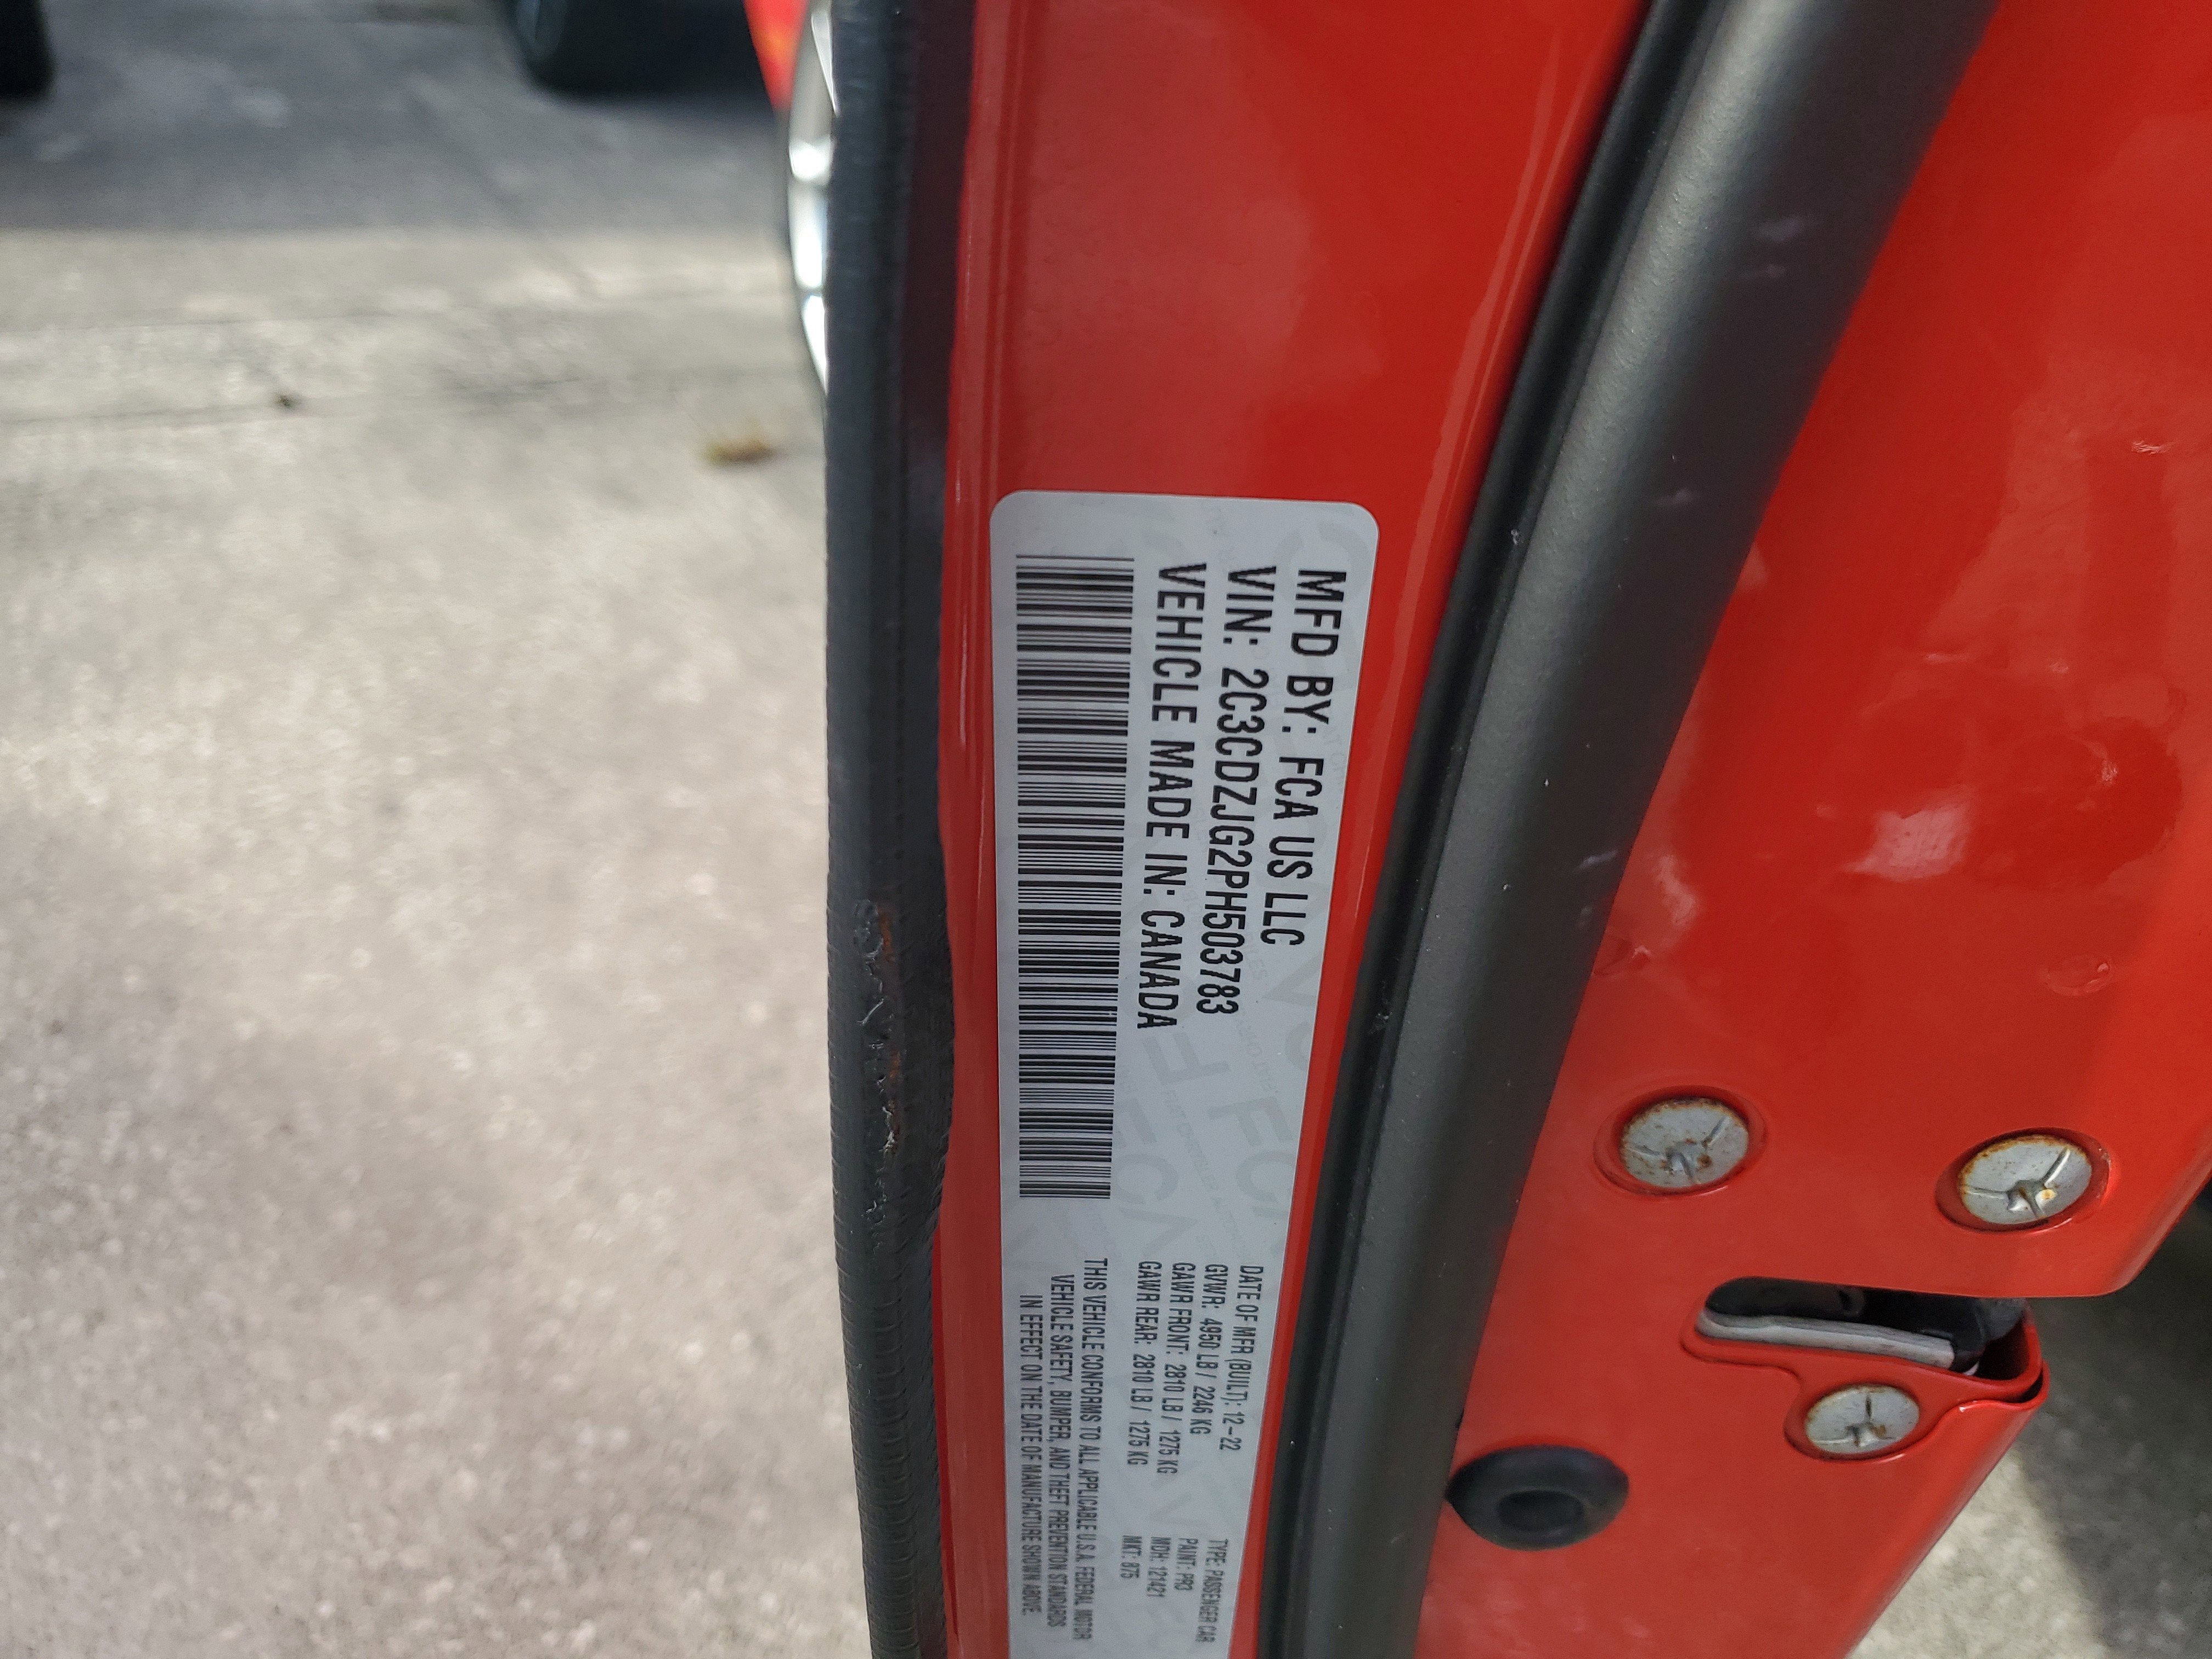 MFD BY: FCA US LLC
VIN: 2C3CDZJG2PH503783
VEHICLE MADE IN: CANADA
DATE OF MFR (BUILT): 12-22
GVWR: 4950 LB / 2246 KG
GAWR FRONT: 2810 LB / 1275 KG
GAWR REAR: 2810 LB / 1275 KG
TYPE: PASSENGER CAR
PAINT: PR3
MDH: 121421
MKT: 875
THIS VEHICLE CONFORMS TO ALL APPLICABLE U.S.A. FEDERAL MOTOR
VEHICLE SAFETY, BUMPER, AND THEFT PREVENTION STANDARDS
IN EFFECT ON THE DATE OF MANUFACTURE SHOWN ABOVE.